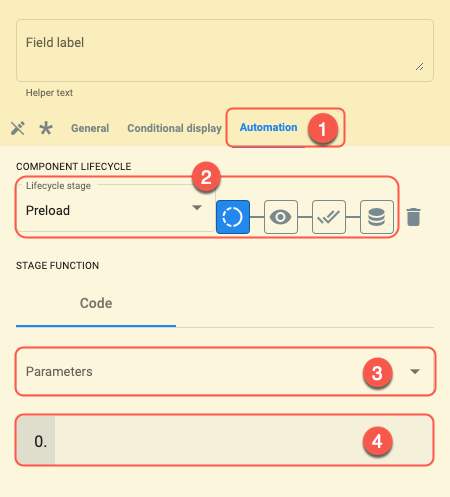 Field label
Helper text
General Conditional display Automation 1
COMPONENT LIFECYCLE
2
Lifecycle stage
Preload
STAGE FUNCTION
Code
Parameters 3
0. 4